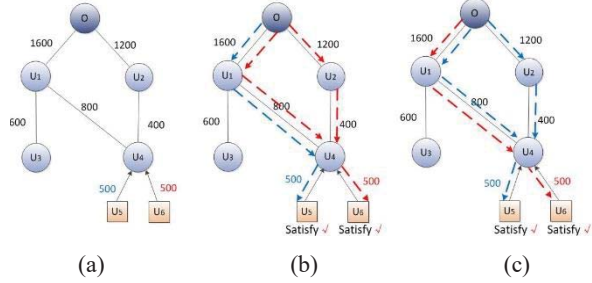 O
1600
1200
U1
U2
800
600
400
U3
U4
500
500
U5
U6
(a)
O
1600
1200
U1
U2
800
600
400
U3
U4
500
500
U5
U6
Satisfy √
Satisfy √
(b)
O
1600
1200
U1
U2
800
600
400
U3
U4
500
500
U5
U6
Satisfy √
Satisfy √
(c)